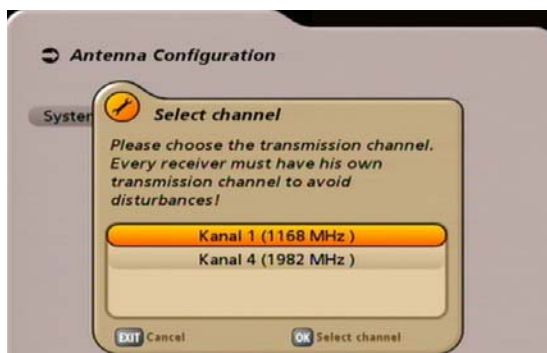 Antenna Configuration
Select channel
Please choose the transmission channel.
Every receiver must have his own
transmission channel to avoid
disturbances!
Kanal 1 (1168 MHz )
Kanal 4 (1982 MHz )
EXIT Cancel
OK Select channel